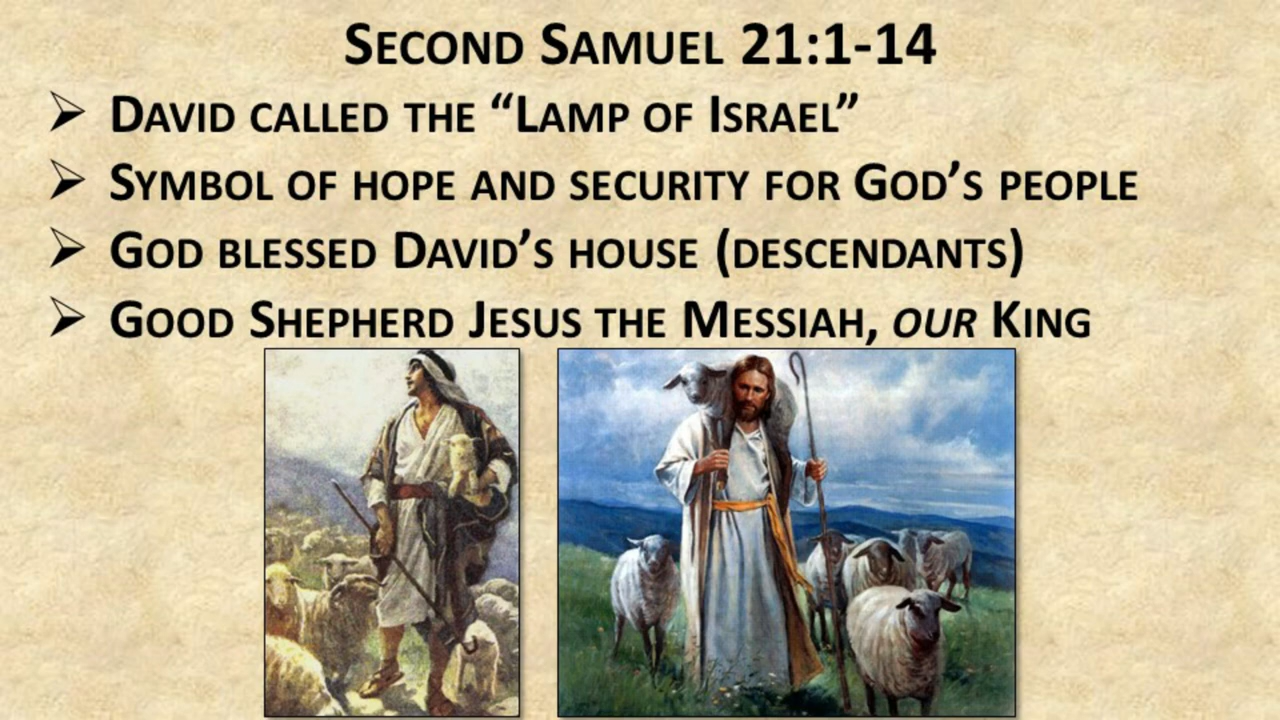 Second Samuel 21:1-14
➢ David called the “Lamp of Israel”
➢ Symbol of hope and security for God’s people
➢ God blessed David’s house (descendants)
➢ Good Shepherd Jesus the Messiah, our King